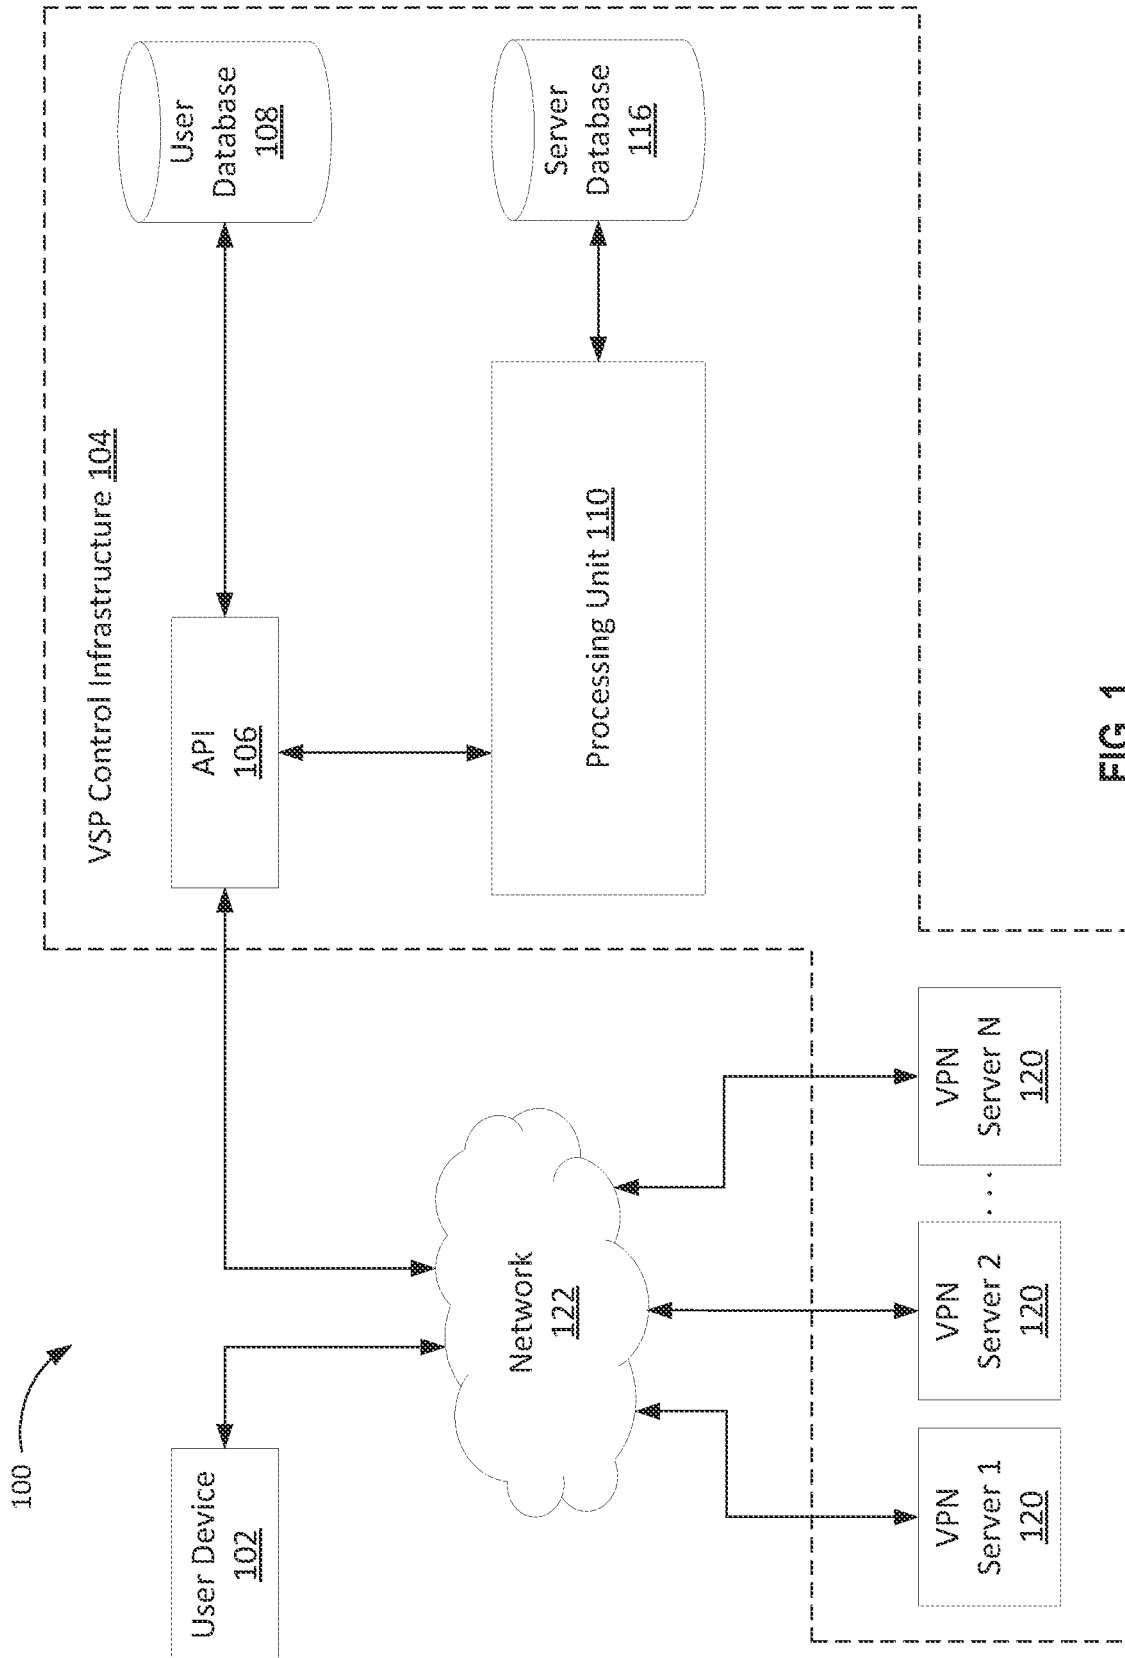 100
User Device
102
Network
122
VSP Control Infrastructure 104
API
106
User
Database
108
Processing Unit 110
Server
Database
116
VPN
Server 1
120
VPN
Server 2
120
. . .
VPN
Server N
120
FIG. 1